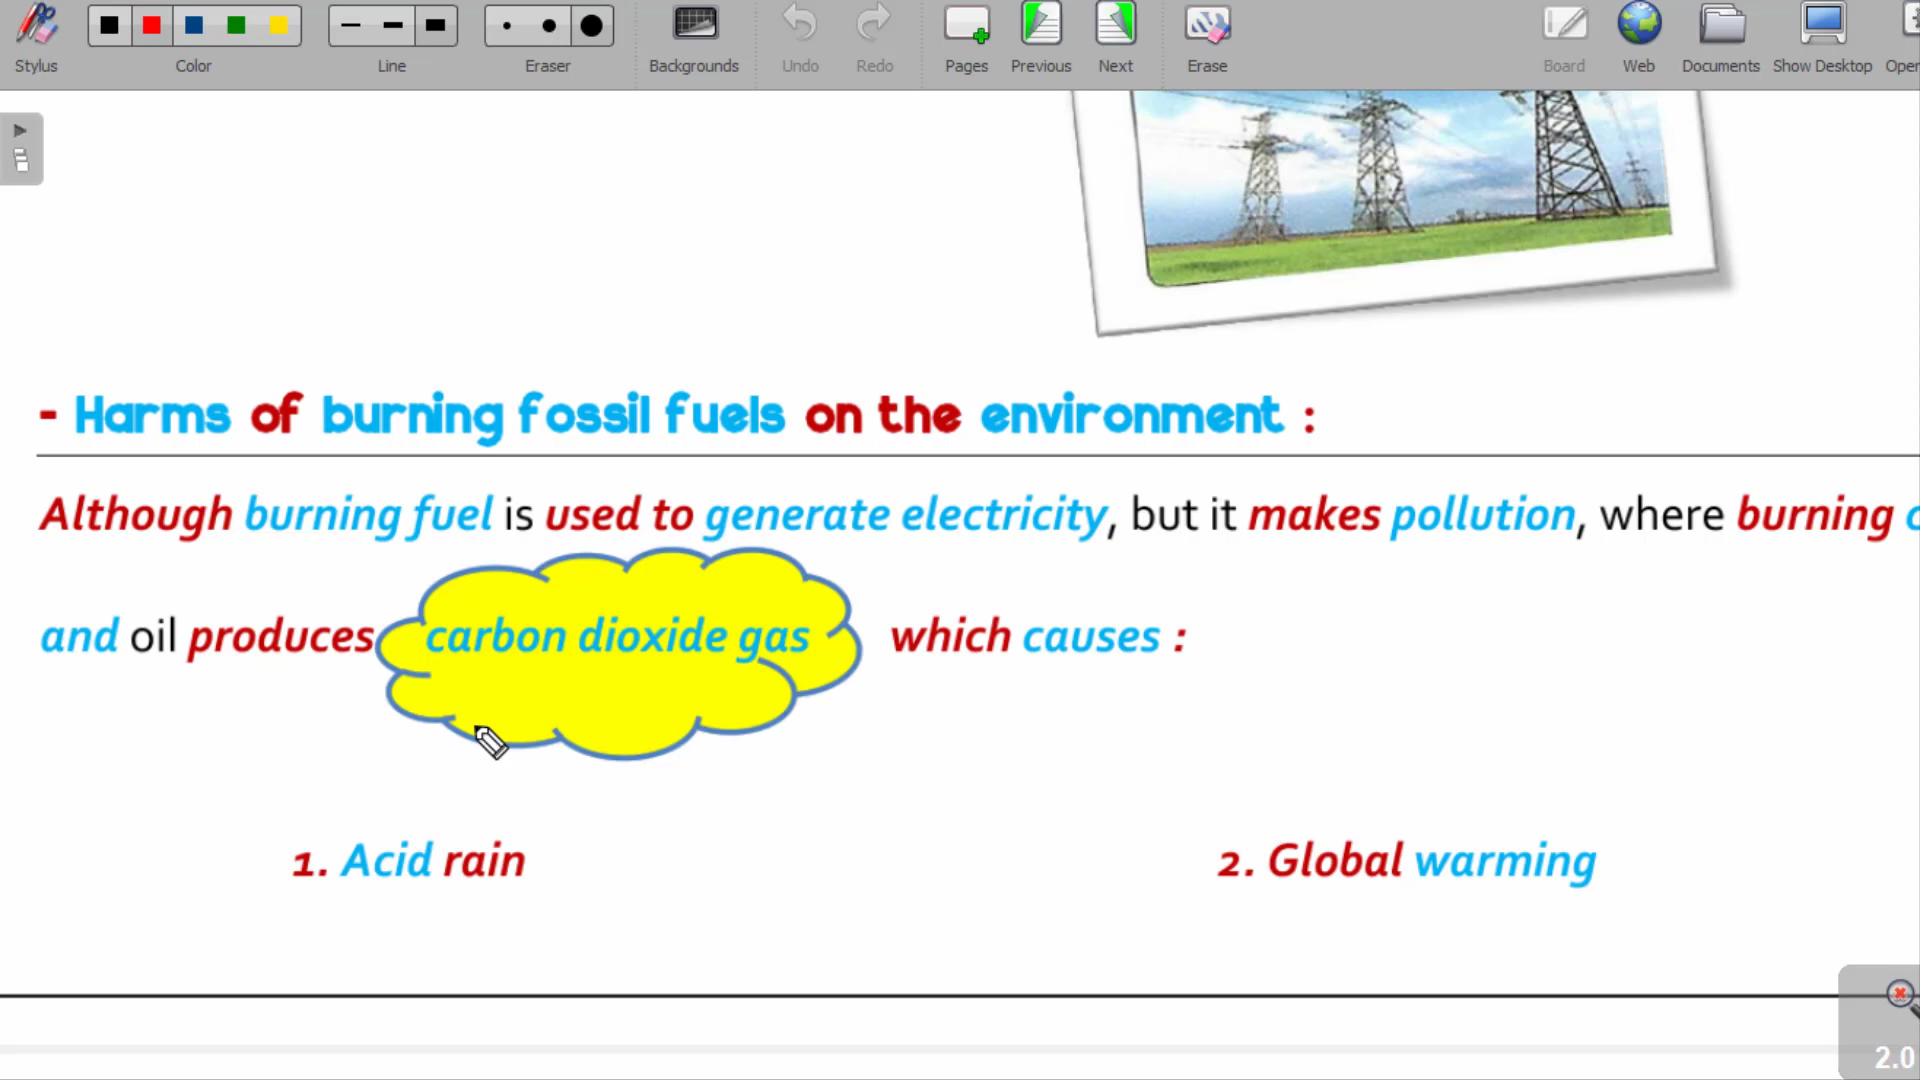 Stylus Color Line Eraser Backgrounds Undo Redo Pages Previous Next Erase Board Web Documents Show Desktop
- Harms of burning fossil fuels on the environment :
Although burning fuel is used to generate electricity, but it makes pollution, where burning
and oil produces carbon dioxide gas which causes :
1. Acid rain 2. Global warming
2.0